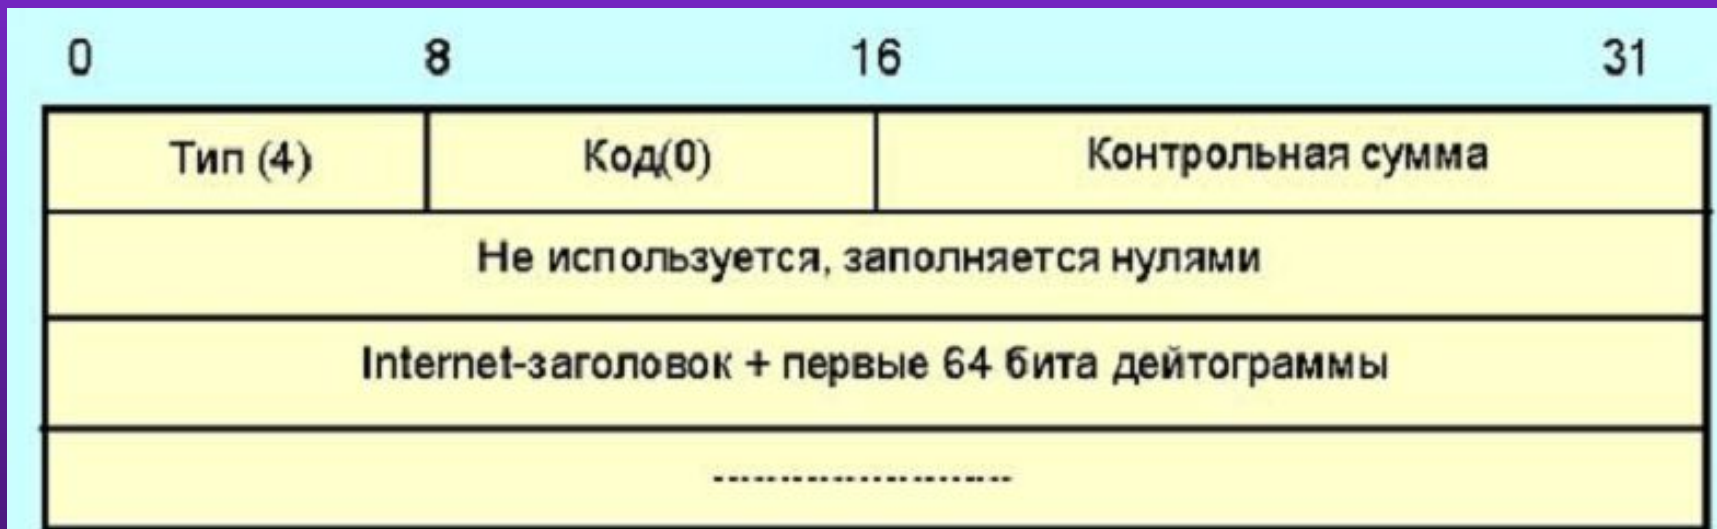 0 8 16 31
Тип (4) Код(0) Контрольная сумма
Не используется, заполняется нулями
Internet-заголовок + первые 64 бита дейтограммы
------------------------